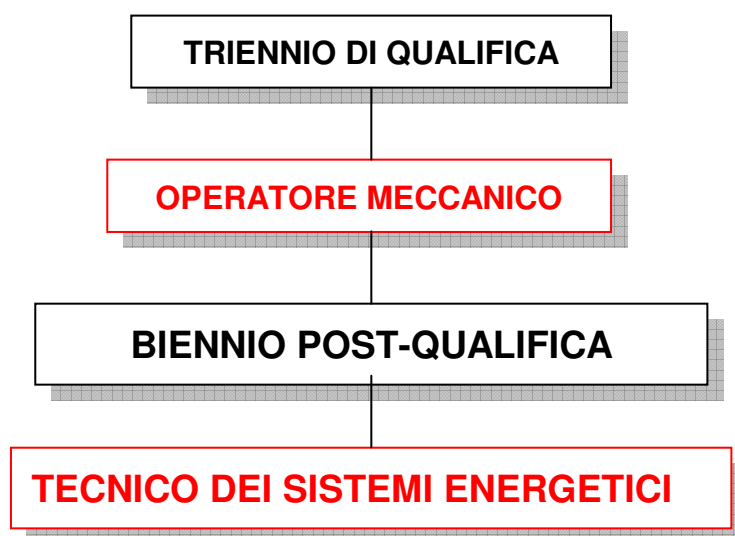 TRIENNIO DI QUALIFICA
OPERATORE MECCANICO
BIENNIO POST-QUALIFICA
TECNICO DEI SISTEMI ENERGETICI